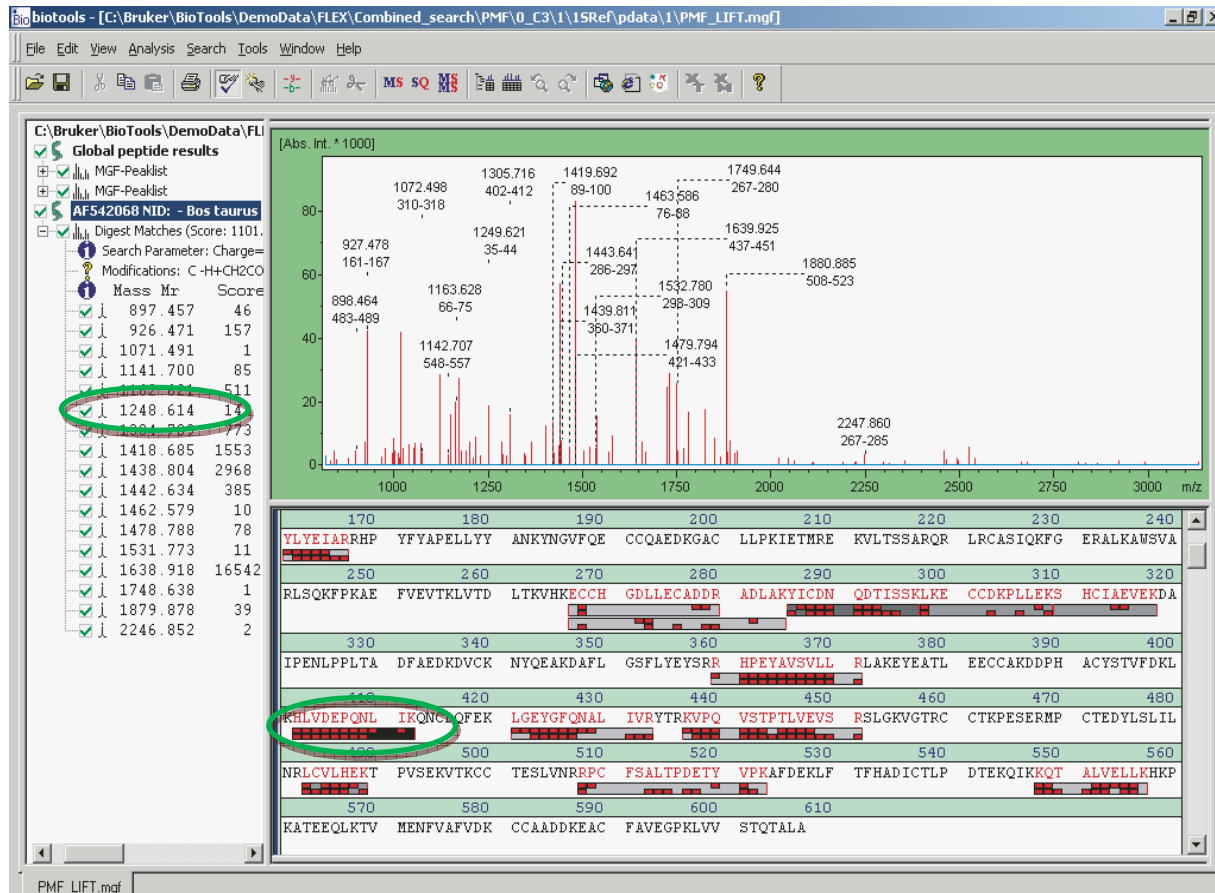 biotools - [C:\Bruker\BioTools\DemoData\FLEX\Combined_search\PMF\0_C3\1\1SRef\pdata\1\PMF_LIFT.mgf]
File Edit View Analysis Search Tools Window Help
MS SQ MS MS
C:\Bruker\BioTools\DemoData\FL
Global peptide results
MGF-Peaklist
MGF-Peaklist
AF542068 NID: - Bos taurus
Digest Matches (Score: 1101.
Search Parameter: Charge=
Modifications: C -H+CH2CO
Mass Mr Score
897.457 46
926.471 157
1071.491 1
1141.700 85
511
1248.614
773
1418.685 1553
1438.804 2968
1442.634 385
1462.579 10
1478.788 78
1531.773 11
1638.918 16542
1748.638 1
1879.878 39
2246.852 2
[Abs. Int. * 1000]
80
60
40
20
0
898.464
483-489
927.478
161-167
1072.498
310-318
1142.707
548-557
1163.628
66-75
1249.621
35-44
1305.716
402-412
1419.692
89-100
1443.641
286-297
1439.811
360-371
1463.586
76-88
1532.780
298-309
1479.794
421-433
1749.644
267-280
1639.925
437-451
1880.885
508-523
2247.860
267-285
1000 1250 1500 1750 2000 2250 2500 2750 3000 m/z
170 180 190 200 210 220 230 240
YLYEIARRHP YFYAPELLYY ANKYNGVFQE CCQAEDKGAC LLPKIETMRE KVLTSSARQR LRCASIQKFG ERALKAWSVA
250 260 270 280 290 300 310 320
RLSQKFPKAE FVEVTKLVTD LTKVHKECCH GDLLECADDR ADLAKYICDN QDTISSKLKE CCDKPLLEKS HCIAEVEKDA
330 340 350 360 370 380 390 400
IPENLPPLTA DFAEDKDVCK NYQEAKDAFL GSFLYEYSRR HPEYAVSVLL RLAKEYEATL EECCAKDDPH ACYSTVFDKL
410 420 430 440 450 460 470 480
KHLVDEPQNL IKQNC QFEK LGEYGFQNAL IVRYTRKVPQ VSTPTLVEVS RSLGKVGTRC CTKPESERMP CTEDYLSLIL
490 500 510 520 530 540 550 560
NRLCVLHEKT PVSEKVTKCC TESLVNRRPC FSALTPDETY VPKAFDEKLF TFHADICTLP DTEKQIKKQT ALVELLKHKP
570 580 590 600 610
KATEEQLKTV MENFVAFVDK CCAADDKEAC FAVEGPKLVV STQTALA
PMF_LIFT.mgf